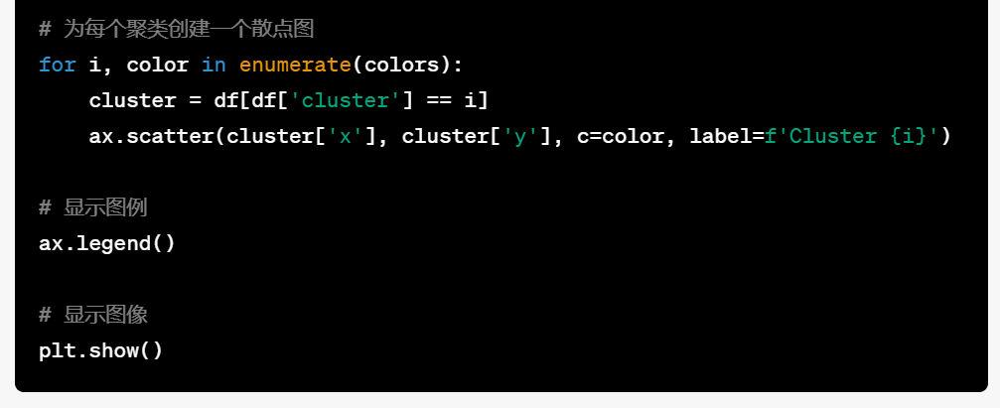 # 为每个聚类创建一个散点图
for i, color in enumerate(colors):
    cluster = df[df['cluster'] == i]
    ax.scatter(cluster['x'], cluster['y'], c=color, label=f'Cluster {i}')
# 显示图例
ax.legend()
# 显示图像
plt.show()